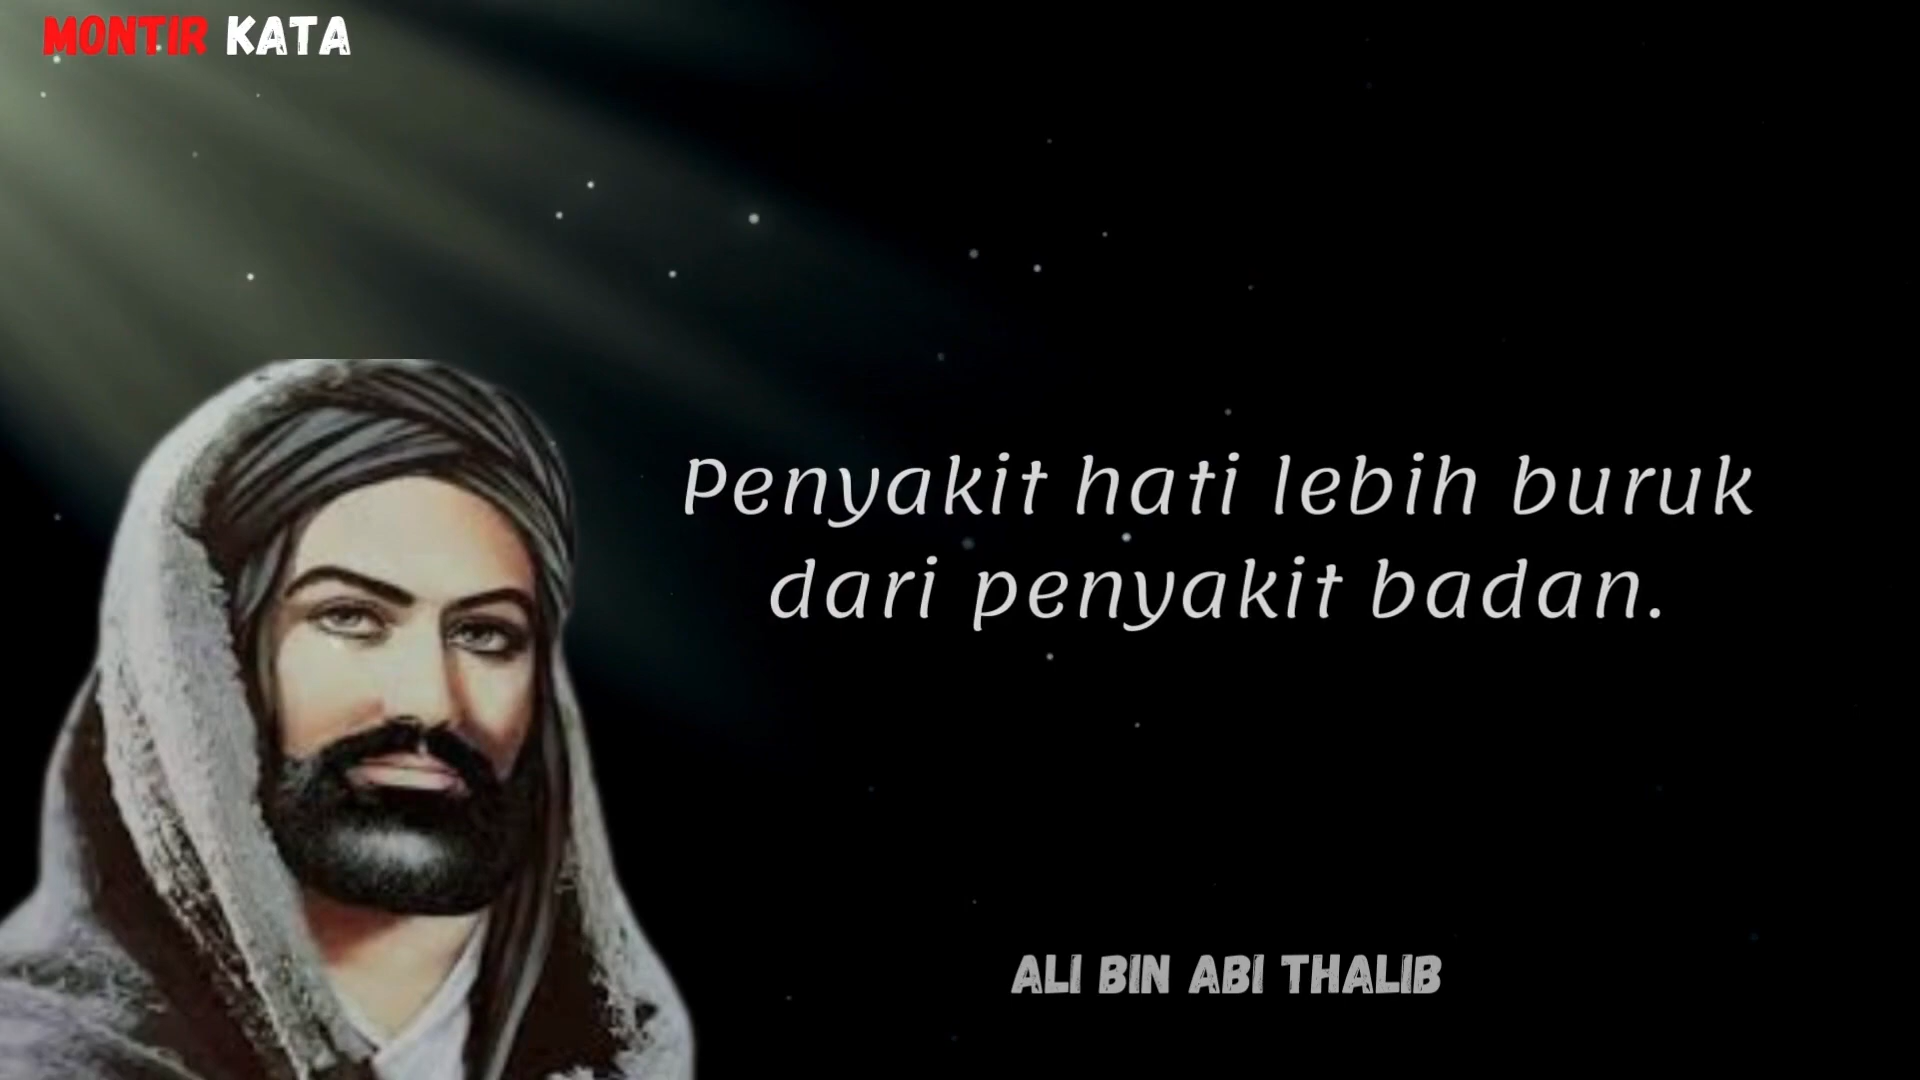 MONTIR KATA
Penyakit hati lebih buruk
dari penyakit badan.
ALI BIN ABI THALIB